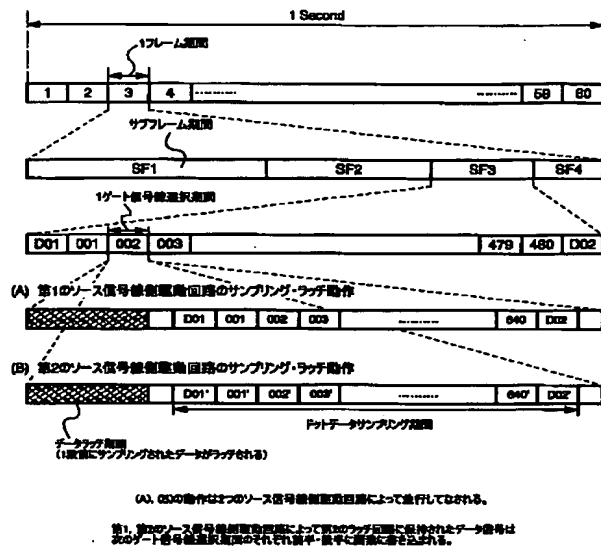 1 Second
1フレーム期間
1 2 3 4 ............ ............ 59 60
サブフレーム期間
SF1 SF2 SF3 SF4
1ゲート信号線選択期間
D01 001 002 003 479 480 D02
(A) 第1のソース信号線側駆動回路のサンプリング・ラッチ動作
D01 001 002 003 ............ 640 D02
(B) 第2のソース信号線側駆動回路のサンプリング・ラッチ動作
D01' 001' 002' 003' ............ 640' D02'
ドットデータサンプリング期間
データラッチ期間
(1段前にサンプリングされたデータがラッチされる)
(A)、(B)の動作は2つのソース信号線側駆動回路によって並行してなされる。
第1、第2のソース信号線側駆動回路によって第2のラッチ回路に保持されたデータ信号は
次のゲート信号線選択期間のそれぞれ前半・後半に画素に書き込まれる。